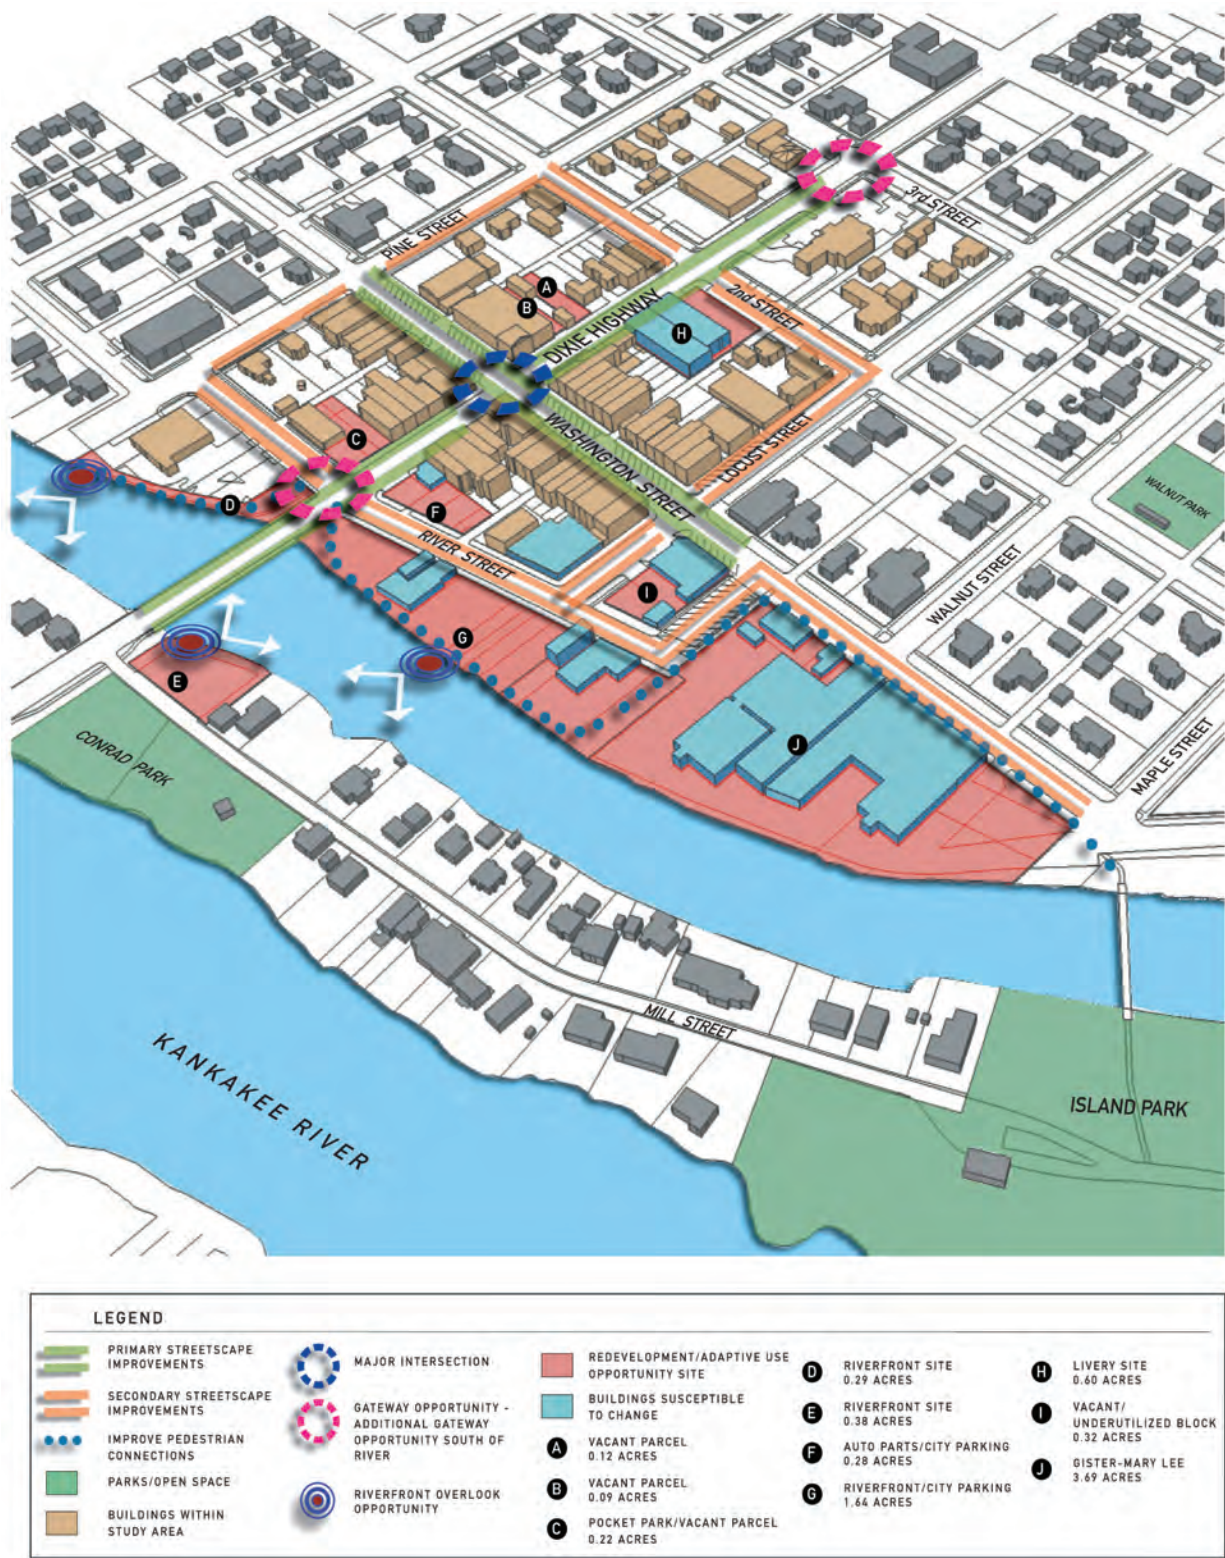 3rd STREET
PINE STREET
A
B
DIXIE HIGHWAY
2nd STREET
H
C
WASHINGTON STREET
LOCUST STREET
WALNUT PARK
D
F
RIVER STREET
I
WALNUT STREET
G
E
CONRAD PARK
J
MAPLE STREET
MILL STREET
KANKAKEE RIVER
ISLAND PARK
LEGEND
PRIMARY STREETSCAPE
IMPROVEMENTS
SECONDARY STREETSCAPE
IMPROVEMENTS
IMPROVE PEDESTRIAN
CONNECTIONS
PARKS/OPEN SPACE
BUILDINGS WITHIN
STUDY AREA
MAJOR INTERSECTION
GATEWAY OPPORTUNITY -
ADDITIONAL GATEWAY
OPPORTUNITY SOUTH OF
RIVER
RIVERFRONT OVERLOOK
OPPORTUNITY
REDEVELOPMENT/ADAPTIVE USE
OPPORTUNITY SITE
BUILDINGS SUSCEPTIBLE
TO CHANGE
A VACANT PARCEL
0.12 ACRES
B VACANT PARCEL
0.09 ACRES
C POCKET PARK/VACANT PARCEL
0.22 ACRES
D RIVERFRONT SITE
0.29 ACRES
E RIVERFRONT SITE
0.38 ACRES
F AUTO PARTS/CITY PARKING
0.28 ACRES
G RIVERFRONT/CITY PARKING
1.64 ACRES
H LIVERY SITE
0.60 ACRES
I VACANT/
UNDERUTILIZED BLOCK
0.32 ACRES
J GISTER-MARY LEE
3.69 ACRES